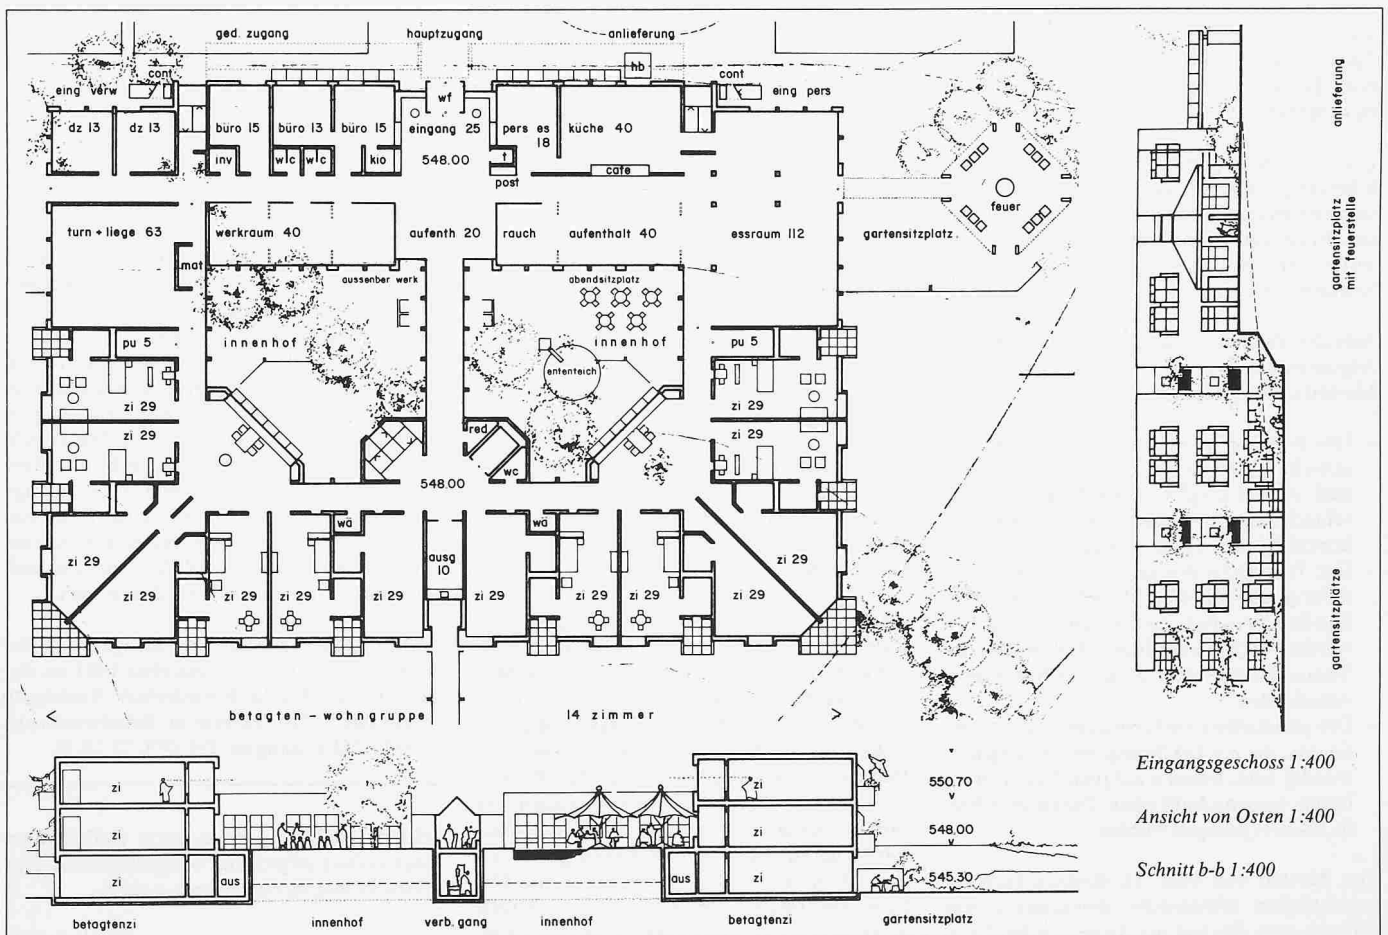 ged. zugang hauptzugang anlieferung
hb
cont cont
eing verw wf eing pers
dz 13 dz 13 büro 15 büro 13 büro 15 eingang 25 pers es küche 40
18
548.00
inv wc wc kio t
cafe
post
feuer
turn + liege 63 werkraum 40 aufenth 20 rauch aufenthalt 40 essraum 112 gartensitzplatz
mat
aussenber werk abendsitzplatz
innenhof innenhof
pu 5 pu 5
ententeich
zi 29 zi 29
zi 29 zi 29
red
wc
548.00
wä wä
ausg
10
zi 29 zi 29
zi 29 zi 29 zi 29 zi 29 zi 29 zi 29 zi 29 zi 29
< betagten – wohngruppe 14 zimmer >
anlieferung
gartensitzplatz
mit feuerstelle
gartensitzplätze
Eingangsgeschoss 1:400
Ansicht von Osten 1:400
Schnitt b-b 1:400
zi zi 550.70
zi zi 548.00
zi aus aus zi 545.30
betagtenzi innenhof verb. gang innenhof betagtenzi gartensitzplatz